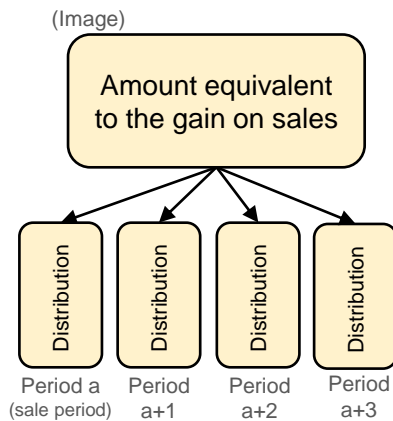 (Image)
Amount equivalent
to the gain on sales
Distribution
Distribution
Distribution
Distribution
Period a
(sale period)
Period
a+1
Period
a+2
Period
a+3